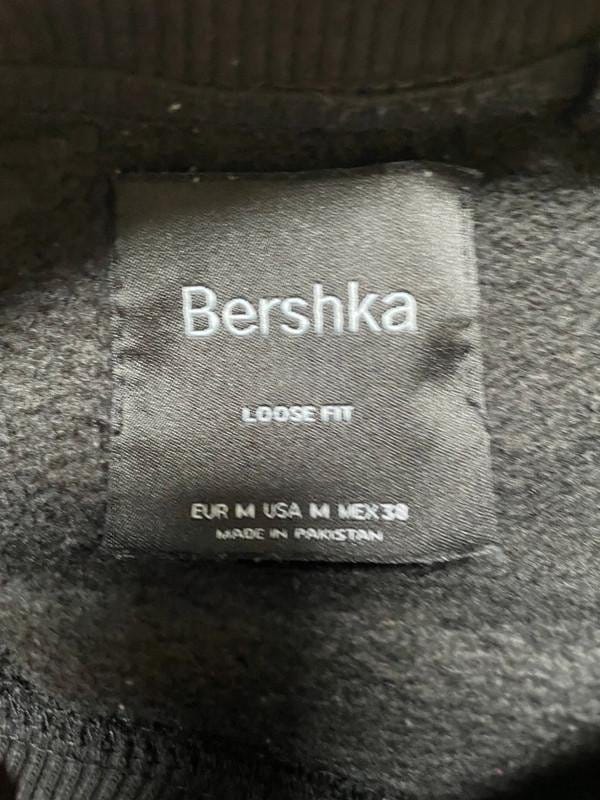 Bershka
LOOSE FIT
EUR M USA M MEX 38
MADE IN PAKISTAN